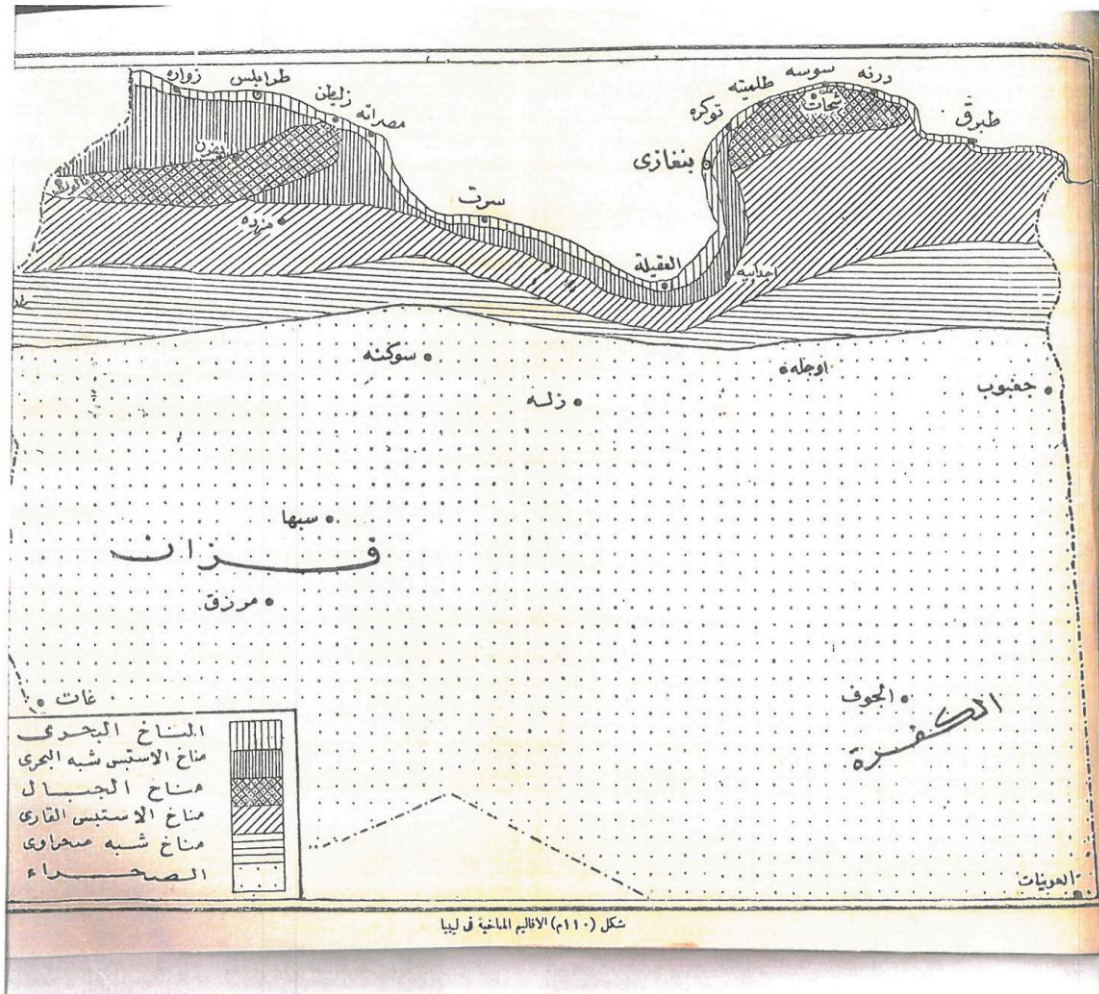 زواره
طرابلس
زليطن
مصراته
يفرن
مزده
سرت
العقيلة
اجدابيه
بنغازى
توكره
طلميته
سوسه
شحات
درنه
طبرق
سوكنه
زله
اوجله
جغبوب
سبها
فزان
مرزق
غات
الجوف
الكفرة
العوينات
المناخ البحرى
مناخ الاستبس شبه البحرى
مناخ الجبال
مناخ الاستبس القارى
مناخ شبه صحراوى
الصحراء
شكل (١١٠م) الاقاليم المناخية فى ليبيا